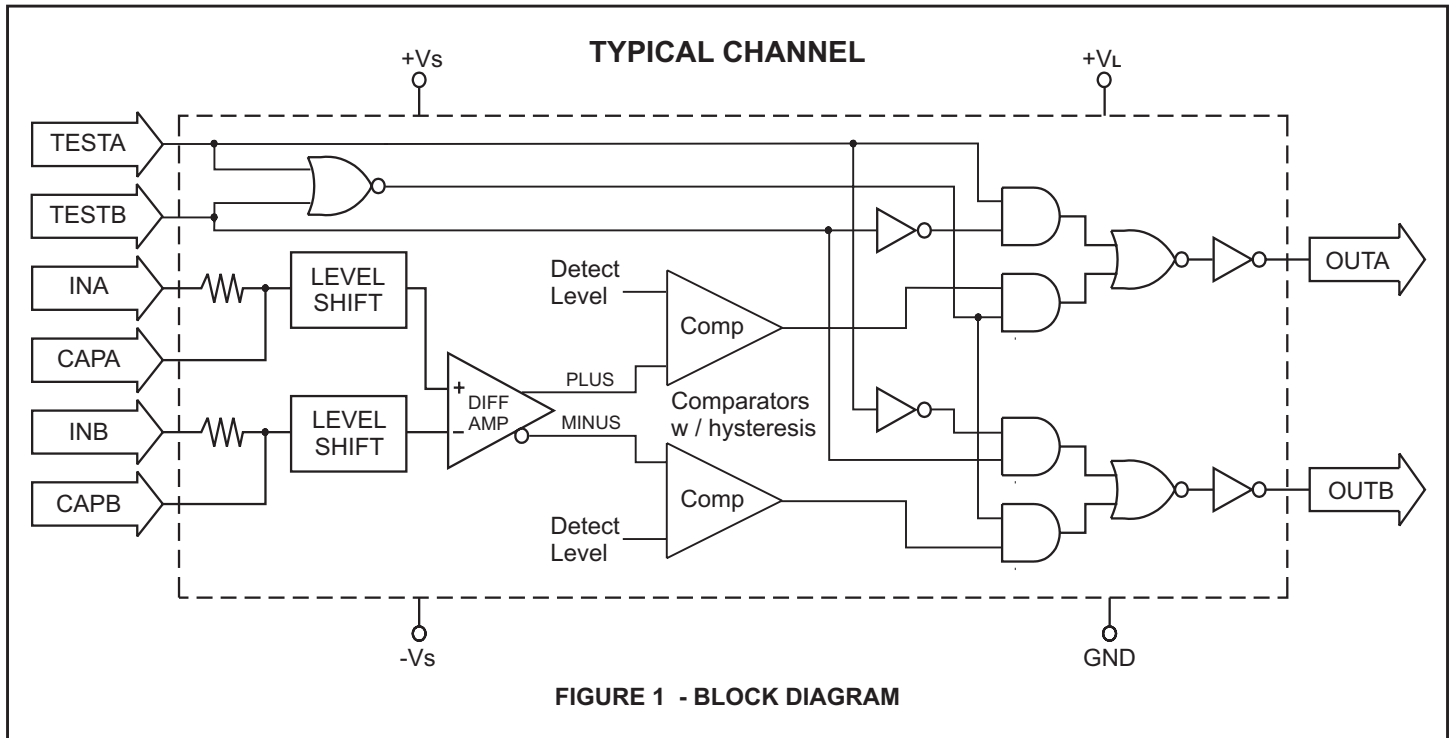 TYPICAL CHANNEL
+VS
+VL
TESTA
TESTB
INA
CAPA
INB
CAPB
LEVEL
SHIFT
LEVEL
SHIFT
+
DIFF
AMP
–
PLUS
MINUS
Detect
Level
Comp
Comparators
w / hysteresis
Comp
Detect
Level
OUTA
OUTB
-VS
GND
FIGURE 1 - BLOCK DIAGRAM